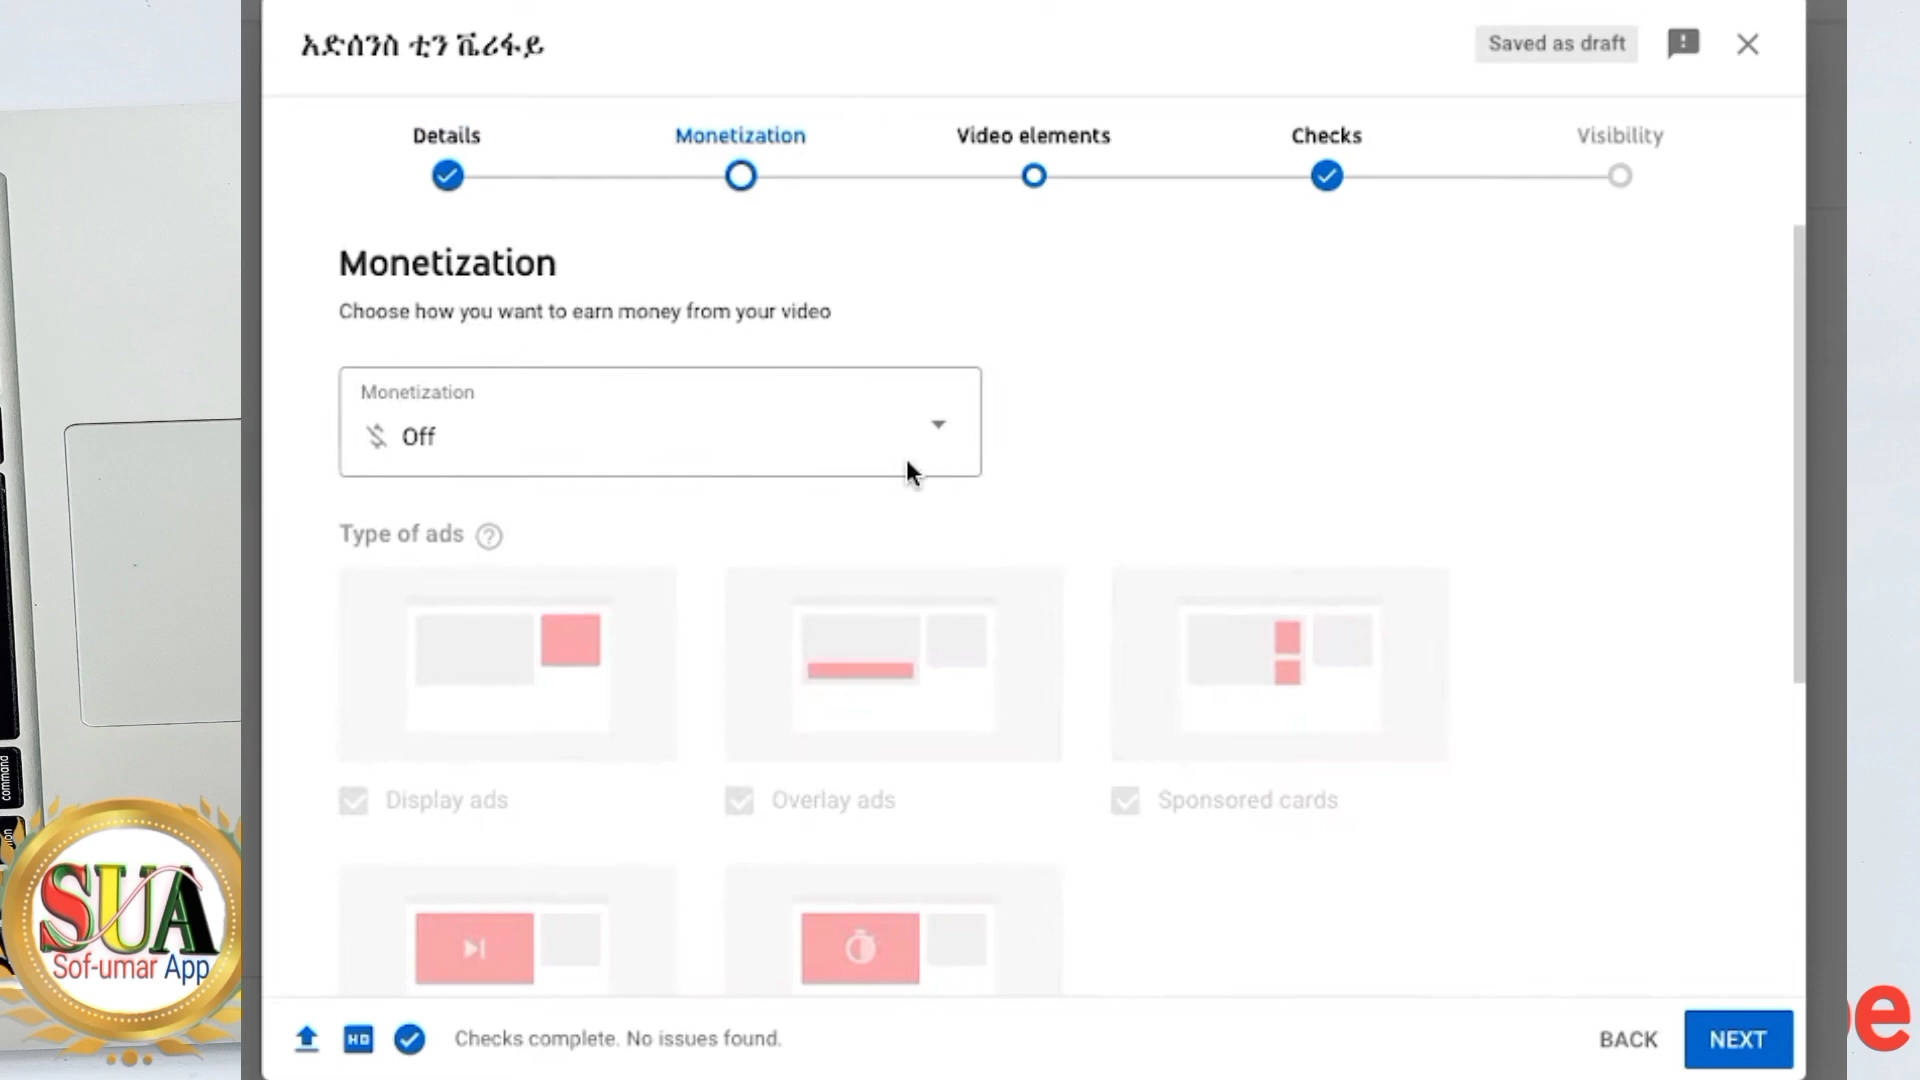 አድሰንስ ቲን ቬሪፋይ
Saved as draft
Details
Monetization
Video elements
Checks
Visibility
Monetization
Choose how you want to earn money from your video
Monetization
Off
Type of ads
Display ads
Overlay ads
Sponsored cards
HD
Checks complete. No issues found.
BACK
NEXT
command
SUA
Sof-umar App
e